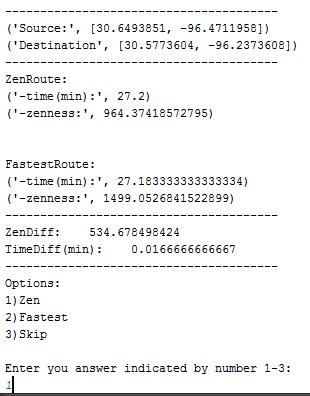 ---------------------------------------
('Source:', [30.6493851, -96.4711958])
('Destination', [30.5773604, -96.2373608])
---------------------------------------
ZenRoute:
('-time(min):', 27.2)
('-zenness:', 964.37418572795)
FastestRoute:
('-time(min):', 27.183333333333334)
('-zenness:', 1499.0526841522899)
---------------------------------------
ZenDiff: 534.678498424
TimeDiff(min): 0.0166666666667
---------------------------------------
Options:
1)Zen
2)Fastest
3)Skip
Enter you answer indicated by number 1-3:
1